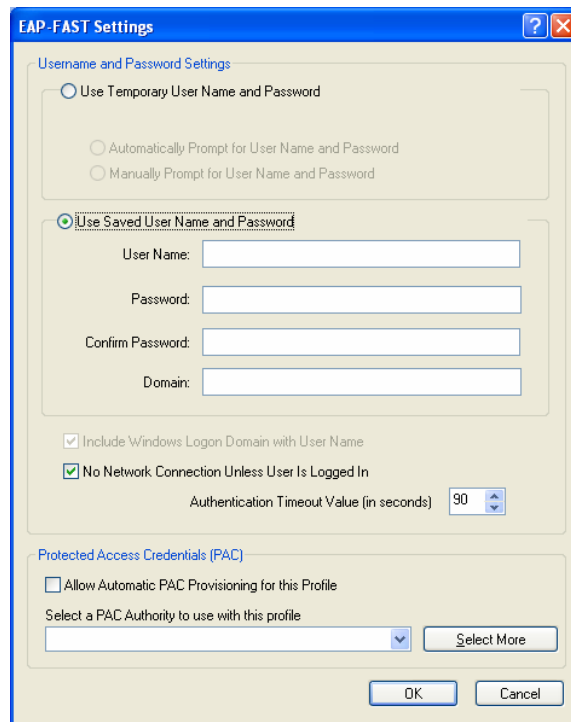 EAP-FAST Settings
Username and Password Settings
Use Temporary User Name and Password
Automatically Prompt for User Name and Password
Manually Prompt for User Name and Password
Use Saved User Name and Password
User Name:
Password:
Confirm Password:
Domain:
Include Windows Logon Domain with User Name
No Network Connection Unless User Is Logged In
Authentication Timeout Value (in seconds) 90
Protected Access Credentials (PAC)
Allow Automatic PAC Provisioning for this Profile
Select a PAC Authority to use with this profile
Select More
OK Cancel